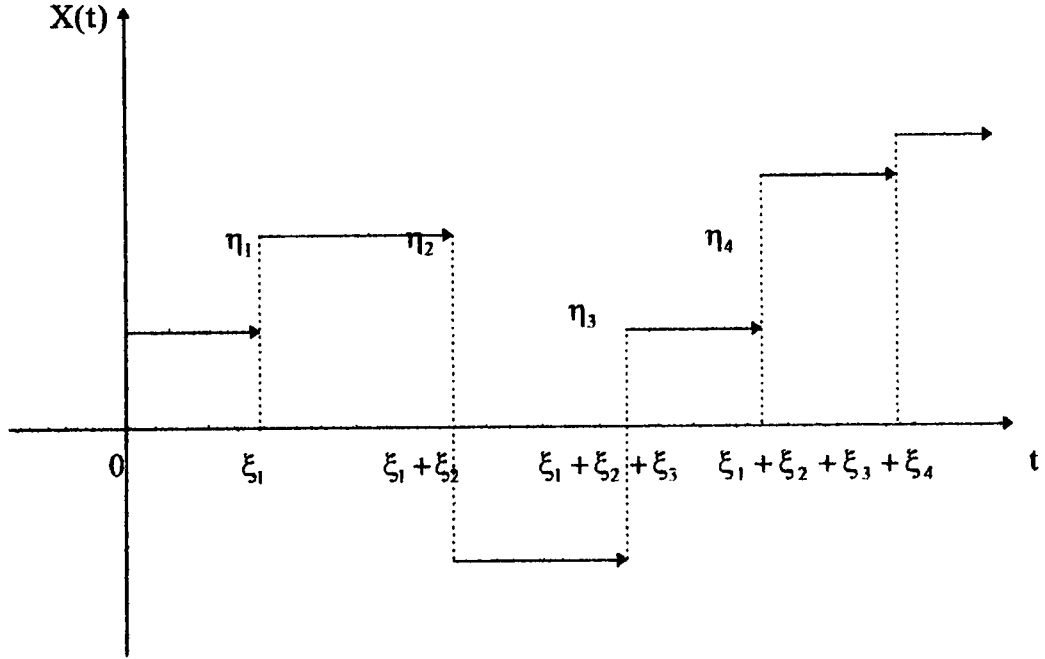 X(t)
η₁ η₂ η₄
η₃
0 ξ₁ ξ₁ + ξ₂ ξ₁ + ξ₂ + ξ₃ ξ₁ + ξ₂ + ξ₃ + ξ₄ t